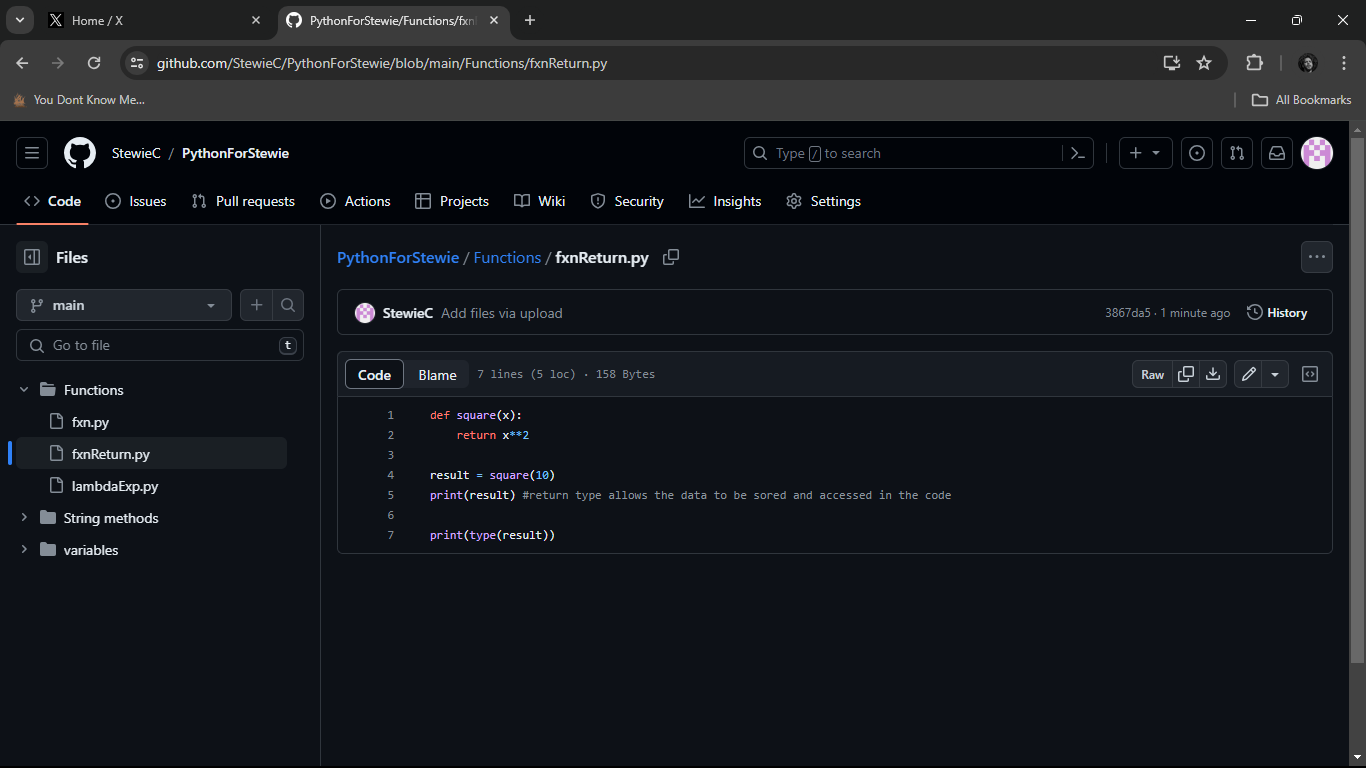 Home / X
PythonForStewie/Functions/fxn
github.com/StewieC/PythonForStewie/blob/main/Functions/fxnReturn.py
You Dont Know Me...
All Bookmarks
StewieC / PythonForStewie
Type / to search
Code
Issues
Pull requests
Actions
Projects
Wiki
Security
Insights
Settings
Files
PythonForStewie / Functions / fxnReturn.py
main
StewieC Add files via upload
3867da5 · 1 minute ago
History
Go to file
t
Code
Blame
7 lines (5 loc) · 158 Bytes
Raw
Functions
fxn.py
fxnReturn.py
lambdaExp.py
String methods
variables
1 def square(x):
2     return x**2
3
4 result = square(10)
5 print(result) #return type allows the data to be sored and accessed in the code
6
7 print(type(result))